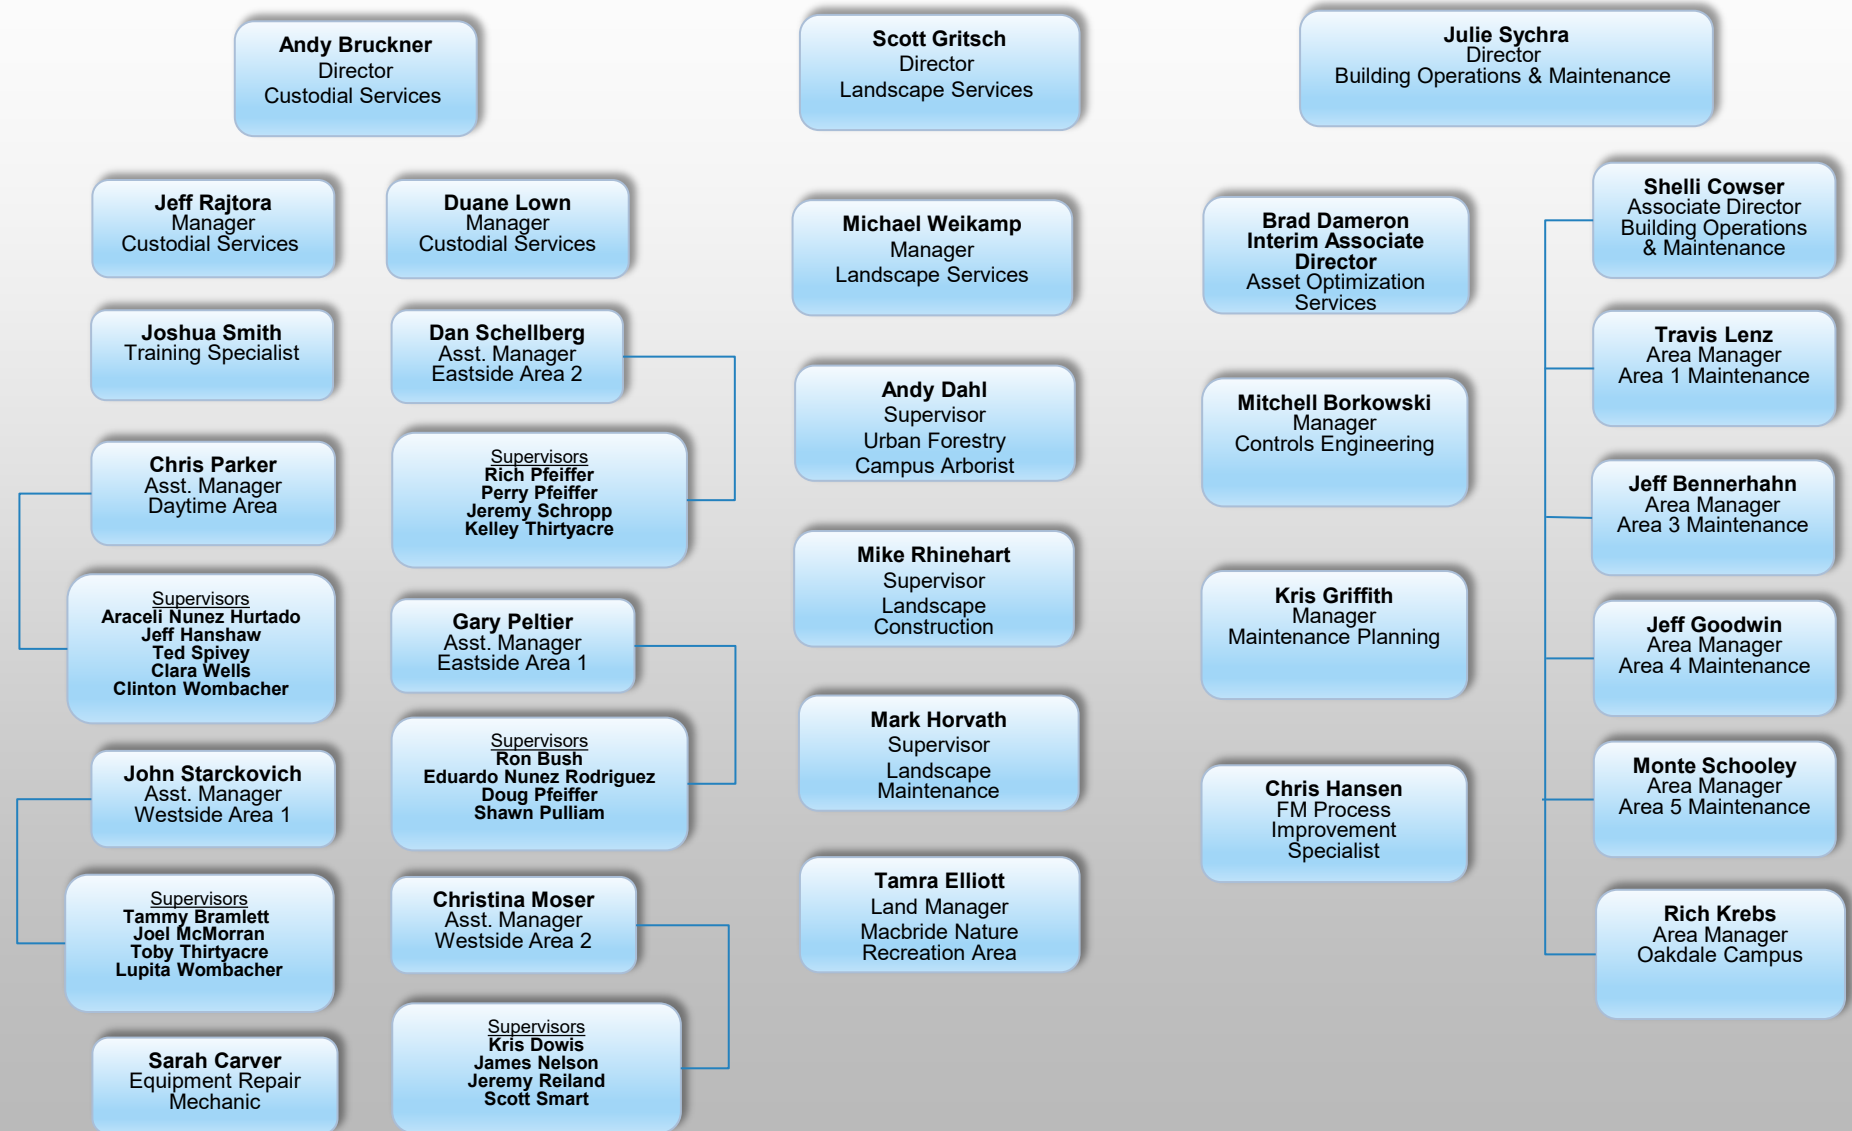 Andy Bruckner
Director
Custodial Services
Scott Gritsch
Director
Landscape Services
Julie Sychra
Director
Building Operations & Maintenance
Jeff Rajtora
Manager
Custodial Services
Joshua Smith
Training Specialist
Chris Parker
Asst. Manager
Daytime Area
Supervisors
Araceli Nunez Hurtado
Jeff Hanshaw
Ted Spivey
Clara Wells
Clinton Wombacher
John Starckovich
Asst. Manager
Westside Area 1
Supervisors
Tammy Bramlett
Joel McMorran
Toby Thirtyacre
Lupita Wombacher
Sarah Carver
Equipment Repair
Mechanic
Duane Lown
Manager
Custodial Services
Dan Schellberg
Asst. Manager
Eastside Area 2
Supervisors
Rich Pfeiffer
Perry Pfeiffer
Jeremy Schropp
Kelley Thirtyacre
Gary Peltier
Asst. Manager
Eastside Area 1
Supervisors
Ron Bush
Eduardo Nunez Rodriguez
Doug Pfeiffer
Shawn Pulliam
Christina Moser
Asst. Manager
Westside Area 2
Supervisors
Kris Dowis
James Nelson
Jeremy Reiland
Scott Smart
Michael Weikamp
Manager
Landscape Services
Andy Dahl
Supervisor
Urban Forestry
Campus Arborist
Mike Rhinehart
Supervisor
Landscape
Construction
Mark Horvath
Supervisor
Landscape
Maintenance
Tamra Elliott
Land Manager
Macbride Nature
Recreation Area
Brad Dameron
Interim Associate
Director
Asset Optimization
Services
Mitchell Borkowski
Manager
Controls Engineering
Kris Griffith
Manager
Maintenance Planning
Chris Hansen
FM Process
Improvement
Specialist
Shelli Cowser
Associate Director
Building Operations
& Maintenance
Travis Lenz
Area Manager
Area 1 Maintenance
Jeff Bennerhahn
Area Manager
Area 3 Maintenance
Jeff Goodwin
Area Manager
Area 4 Maintenance
Monte Schooley
Area Manager
Area 5 Maintenance
Rich Krebs
Area Manager
Oakdale Campus